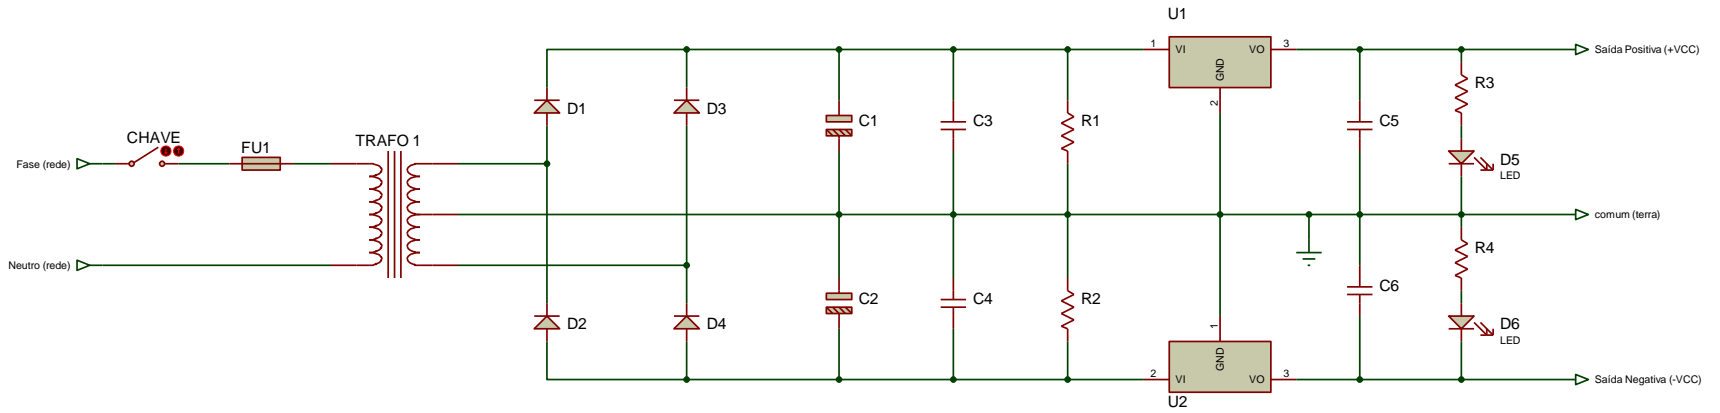 U1
1 VI VO 3
GND
2
Saída Positiva (+VCC)
D1
D3
C1
C3
R1
C5
R3
D5
LED
CHAVE
FU1
TRAFO 1
Fase (rede)
comum (terra)
Neutro (rede)
D2
D4
C2
C4
R2
C6
R4
D6
LED
1
GND
2 VI VO 3
U2
Saída Negativa (-VCC)